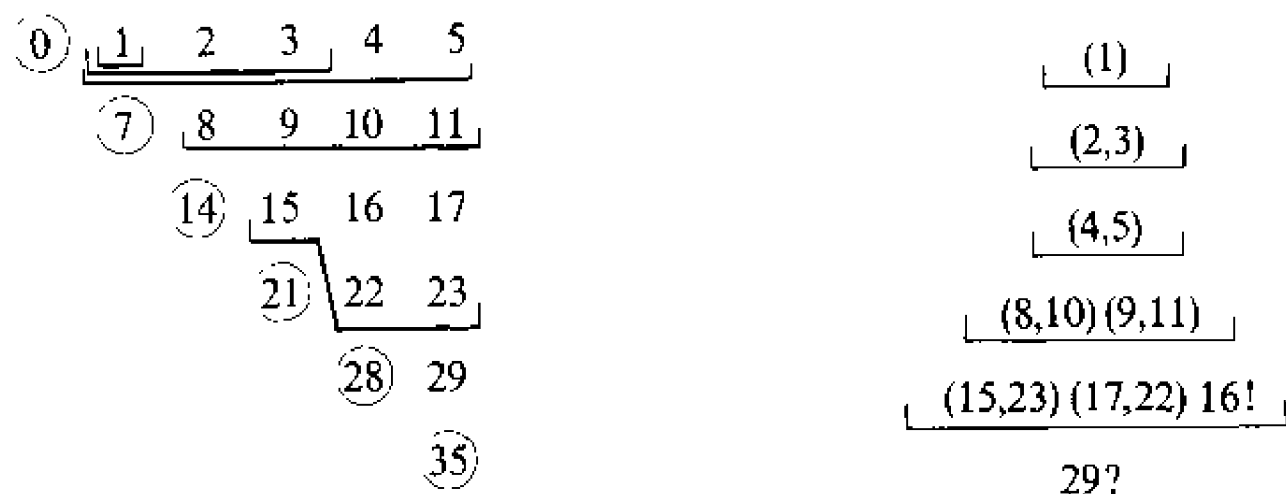 0 1 2 3 4 5
7 8 9 10 11
14 15 16 17
21 22 23
28 29
35
(1)
(2,3)
(4,5)
(8,10) (9,11)
(15,23) (17,22) 16!
29?